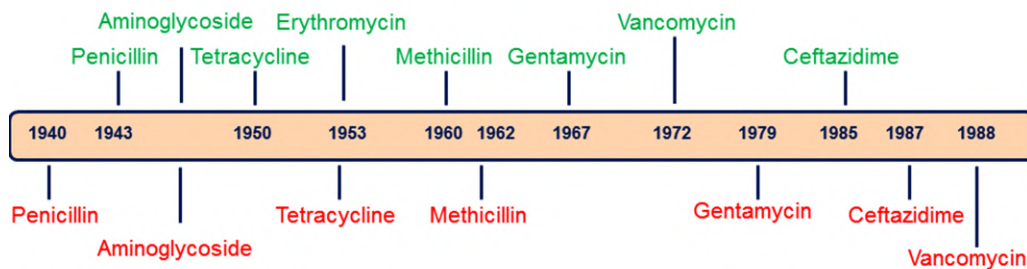 Aminoglycoside Erythromycin Vancomycin
Penicillin Tetracycline Methicillin Gentamycin Ceftazidime
1940 1943 1950 1953 1960 1962 1967 1972 1979 1985 1987 1988
Penicillin Tetracycline Methicillin Gentamycin Ceftazidime
Aminoglycoside Vancomycin